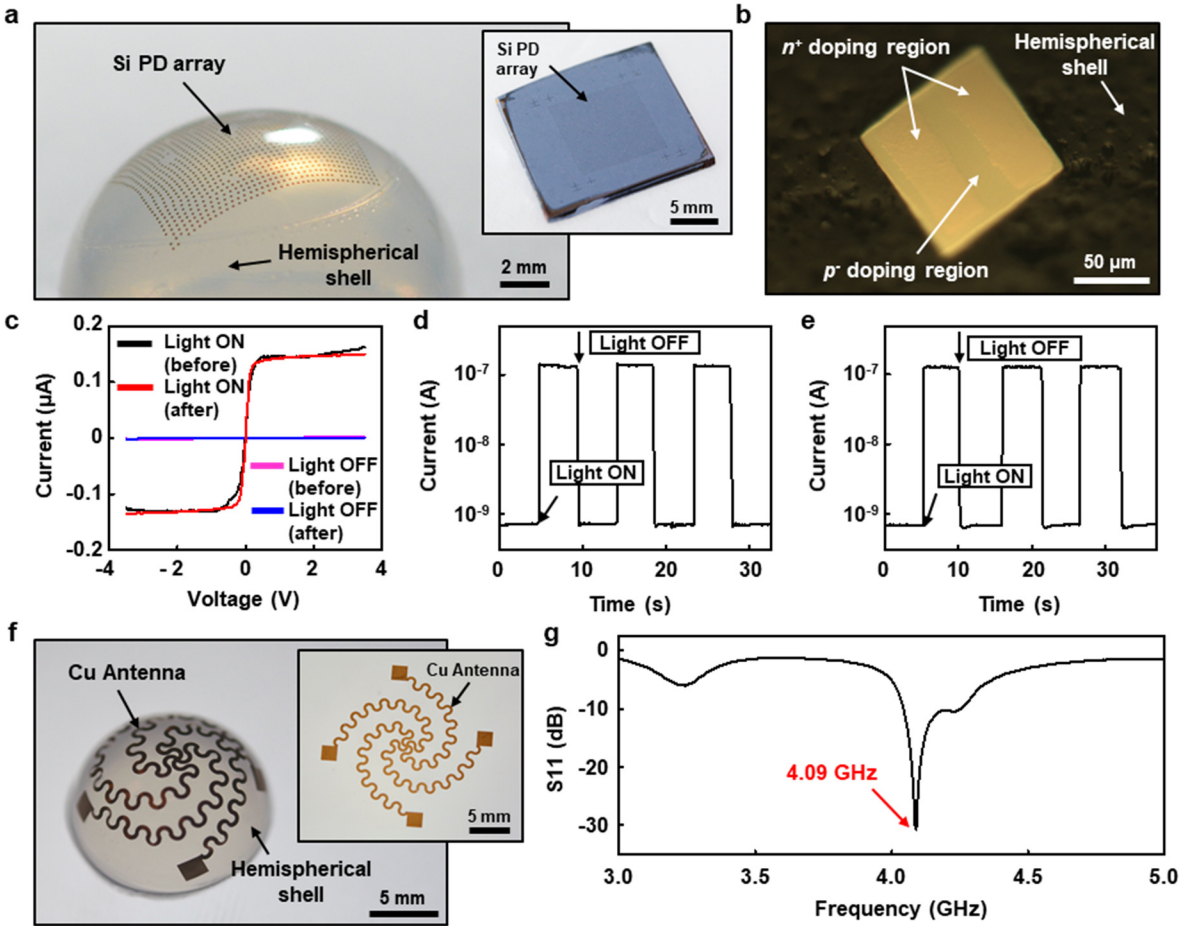 a
Si PD array
Hemispherical
shell
2 mm
Si PD
array
5 mm
b
n⁺ doping region
Hemispherical
shell
p⁻ doping region
50 µm
c
Current (µA)
0.2
0.1
0
-0.1
-0.2
Light ON
(before)
Light ON
(after)
Light OFF
(before)
Light OFF
(after)
-4 - 2 0 2 4
Voltage (V)
d
Current (A)
10⁻⁷
10⁻⁸
10⁻⁹
Light OFF
Light ON
0 10 20 30
Time (s)
e
Current (A)
10⁻⁷
10⁻⁸
10⁻⁹
Light OFF
Light ON
0 10 20 30
Time (s)
f
Cu Antenna
Hemispherical
shell
5 mm
Cu Antenna
5 mm
g
S11 (dB)
0
-10
-20
-30
4.09 GHz
3.0 3.5 4.0 4.5 5.0
Frequency (GHz)